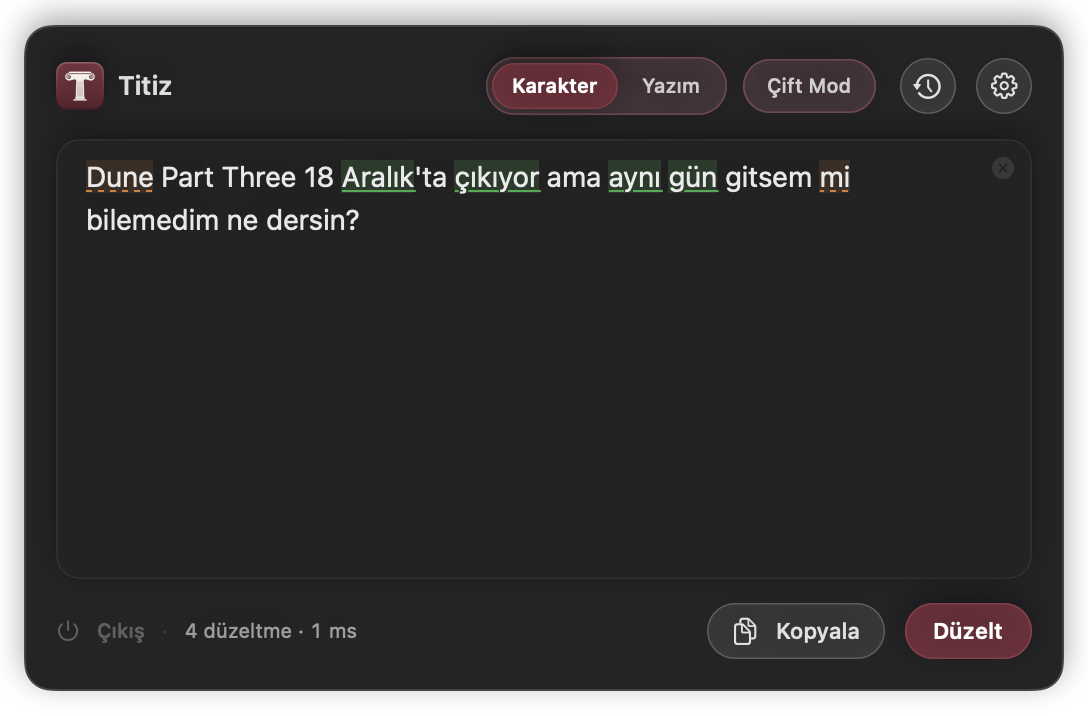 Titiz
Karakter Yazım Çift Mod
Dune Part Three 18 Aralık'ta çıkıyor ama aynı gün gitsem mi
bilemedim ne dersin?
Çıkış · 4 düzeltme · 1 ms
Kopyala Düzelt